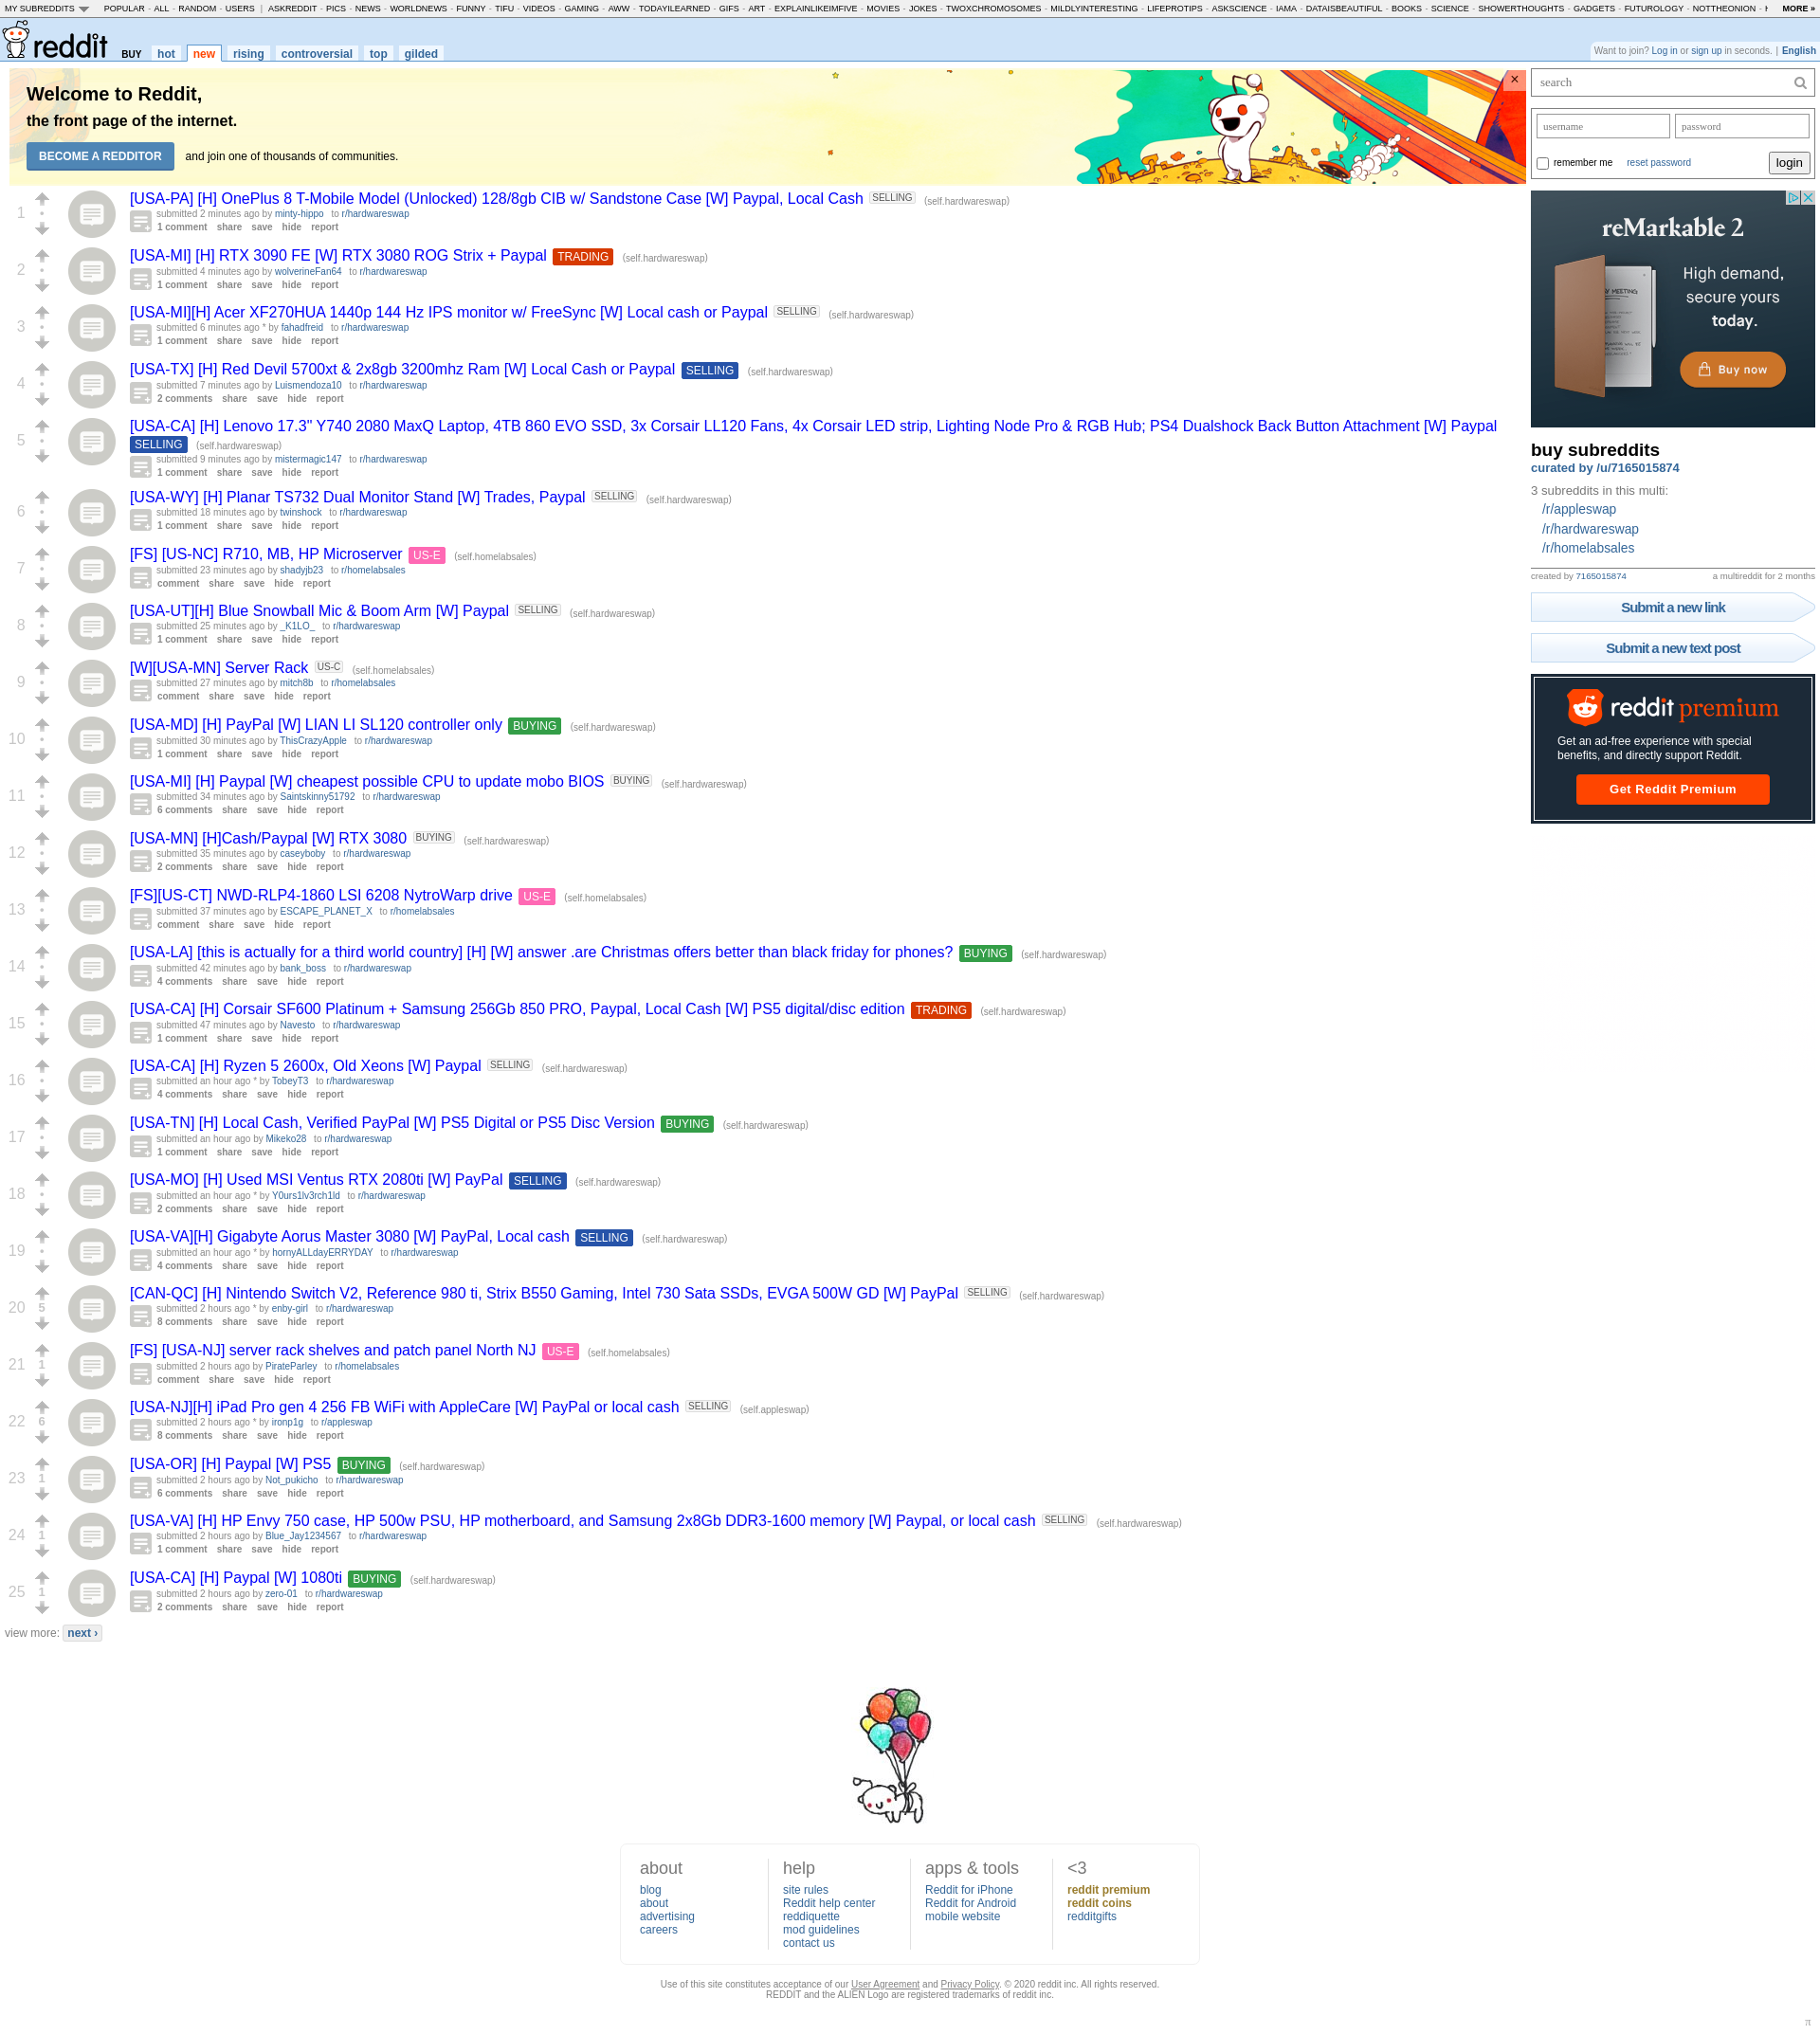 MY SUBREDDITS POPULAR - ALL - RANDOM - USERS | ASKREDDIT - PICS - NEWS - WORLDNEWS - FUNNY - TIFU - VIDEOS - GAMING - AWW - TODAYILEARNED - GIFS - ART - EXPLAINLIKEIMFIVE - MOVIES - JOKES - TWOXCHROMOSOMES - MILDLYINTERESTING - LIFEPROTIPS - ASKSCIENCE - IAMA - DATAISBEAUTIFUL - BOOKS - SCIENCE - SHOWERTHOUGHTS - GADGETS - FUTUROLOGY - NOTTHEONION - MORE »
reddit BUY hot new rising controversial top gilded
Want to join? Log in or sign up in seconds. | English
Welcome to Reddit,
the front page of the internet.
BECOME A REDDITOR and join one of thousands of communities.
×
1
[USA-PA] [H] OnePlus 8 T-Mobile Model (Unlocked) 128/8gb CIB w/ Sandstone Case [W] Paypal, Local Cash SELLING (self.hardwareswap)
submitted 2 minutes ago by minty-hippo to r/hardwareswap
1 comment share save hide report
2
[USA-MI] [H] RTX 3090 FE [W] RTX 3080 ROG Strix + Paypal TRADING (self.hardwareswap)
submitted 4 minutes ago by wolverineFan64 to r/hardwareswap
1 comment share save hide report
3
[USA-MI][H] Acer XF270HUA 1440p 144 Hz IPS monitor w/ FreeSync [W] Local cash or Paypal SELLING (self.hardwareswap)
submitted 6 minutes ago * by fahadfreid to r/hardwareswap
1 comment share save hide report
4
[USA-TX] [H] Red Devil 5700xt & 2x8gb 3200mhz Ram [W] Local Cash or Paypal SELLING (self.hardwareswap)
submitted 7 minutes ago by Luismendoza10 to r/hardwareswap
2 comments share save hide report
5
[USA-CA] [H] Lenovo 17.3" Y740 2080 MaxQ Laptop, 4TB 860 EVO SSD, 3x Corsair LL120 Fans, 4x Corsair LED strip, Lighting Node Pro & RGB Hub; PS4 Dualshock Back Button Attachment [W] Paypal
SELLING (self.hardwareswap)
submitted 9 minutes ago by mistermagic147 to r/hardwareswap
1 comment share save hide report
6
[USA-WY] [H] Planar TS732 Dual Monitor Stand [W] Trades, Paypal SELLING (self.hardwareswap)
submitted 18 minutes ago by twinshock to r/hardwareswap
1 comment share save hide report
7
[FS] [US-NC] R710, MB, HP Microserver US-E (self.homelabsales)
submitted 23 minutes ago by shadyjb23 to r/homelabsales
comment share save hide report
8
[USA-UT][H] Blue Snowball Mic & Boom Arm [W] Paypal SELLING (self.hardwareswap)
submitted 25 minutes ago by _K1LO_ to r/hardwareswap
1 comment share save hide report
9
[W][USA-MN] Server Rack US-C (self.homelabsales)
submitted 27 minutes ago by mitch8b to r/homelabsales
comment share save hide report
10
[USA-MD] [H] PayPal [W] LIAN LI SL120 controller only BUYING (self.hardwareswap)
submitted 30 minutes ago by ThisCrazyApple to r/hardwareswap
1 comment share save hide report
11
[USA-MI] [H] Paypal [W] cheapest possible CPU to update mobo BIOS BUYING (self.hardwareswap)
submitted 34 minutes ago by Saintskinny51792 to r/hardwareswap
6 comments share save hide report
12
[USA-MN] [H]Cash/Paypal [W] RTX 3080 BUYING (self.hardwareswap)
submitted 35 minutes ago by caseyboby to r/hardwareswap
2 comments share save hide report
13
[FS][US-CT] NWD-RLP4-1860 LSI 6208 NytroWarp drive US-E (self.homelabsales)
submitted 37 minutes ago by ESCAPE_PLANET_X to r/homelabsales
comment share save hide report
14
[USA-LA] [this is actually for a third world country] [H] [W] answer .are Christmas offers better than black friday for phones? BUYING (self.hardwareswap)
submitted 42 minutes ago by bank_boss to r/hardwareswap
4 comments share save hide report
15
[USA-CA] [H] Corsair SF600 Platinum + Samsung 256Gb 850 PRO, Paypal, Local Cash [W] PS5 digital/disc edition TRADING (self.hardwareswap)
submitted 47 minutes ago by Navesto to r/hardwareswap
1 comment share save hide report
16
[USA-CA] [H] Ryzen 5 2600x, Old Xeons [W] Paypal SELLING (self.hardwareswap)
submitted an hour ago * by TobeyT3 to r/hardwareswap
4 comments share save hide report
17
[USA-TN] [H] Local Cash, Verified PayPal [W] PS5 Digital or PS5 Disc Version BUYING (self.hardwareswap)
submitted an hour ago by Mikeko28 to r/hardwareswap
1 comment share save hide report
18
[USA-MO] [H] Used MSI Ventus RTX 2080ti [W] PayPal SELLING (self.hardwareswap)
submitted an hour ago * by Y0urs1lv3rch1ld to r/hardwareswap
2 comments share save hide report
19
[USA-VA][H] Gigabyte Aorus Master 3080 [W] PayPal, Local cash SELLING (self.hardwareswap)
submitted an hour ago * by hornyALLdayERRYDAY to r/hardwareswap
4 comments share save hide report
20 5
[CAN-QC] [H] Nintendo Switch V2, Reference 980 ti, Strix B550 Gaming, Intel 730 Sata SSDs, EVGA 500W GD [W] PayPal SELLING (self.hardwareswap)
submitted 2 hours ago * by enby-girl to r/hardwareswap
8 comments share save hide report
21 1
[FS] [USA-NJ] server rack shelves and patch panel North NJ US-E (self.homelabsales)
submitted 2 hours ago by PirateParley to r/homelabsales
comment share save hide report
22 6
[USA-NJ][H] iPad Pro gen 4 256 FB WiFi with AppleCare [W] PayPal or local cash SELLING (self.appleswap)
submitted 2 hours ago * by ironp1g to r/appleswap
8 comments share save hide report
23 1
[USA-OR] [H] Paypal [W] PS5 BUYING (self.hardwareswap)
submitted 2 hours ago by Not_pukicho to r/hardwareswap
6 comments share save hide report
24 1
[USA-VA] [H] HP Envy 750 case, HP 500w PSU, HP motherboard, and Samsung 2x8Gb DDR3-1600 memory [W] Paypal, or local cash SELLING (self.hardwareswap)
submitted 2 hours ago by Blue_Jay1234567 to r/hardwareswap
1 comment share save hide report
25 1
[USA-CA] [H] Paypal [W] 1080ti BUYING (self.hardwareswap)
submitted 2 hours ago by zero-01 to r/hardwareswap
2 comments share save hide report
view more: next ›
search
username password
remember me reset password login
reMarkable 2
High demand,
secure yours
today.
Buy now
buy subreddits
curated by /u/7165015874
3 subreddits in this multi:
/r/appleswap
/r/hardwareswap
/r/homelabsales
created by 7165015874 a multireddit for 2 months
Submit a new link
Submit a new text post
reddit premium
Get an ad-free experience with special
benefits, and directly support Reddit.
Get Reddit Premium
about
blog
about
advertising
careers
help
site rules
Reddit help center
reddiquette
mod guidelines
contact us
apps & tools
Reddit for iPhone
Reddit for Android
mobile website
<3
reddit premium
reddit coins
redditgifts
Use of this site constitutes acceptance of our User Agreement and Privacy Policy. © 2020 reddit inc. All rights reserved.
REDDIT and the ALIEN Logo are registered trademarks of reddit inc.
π